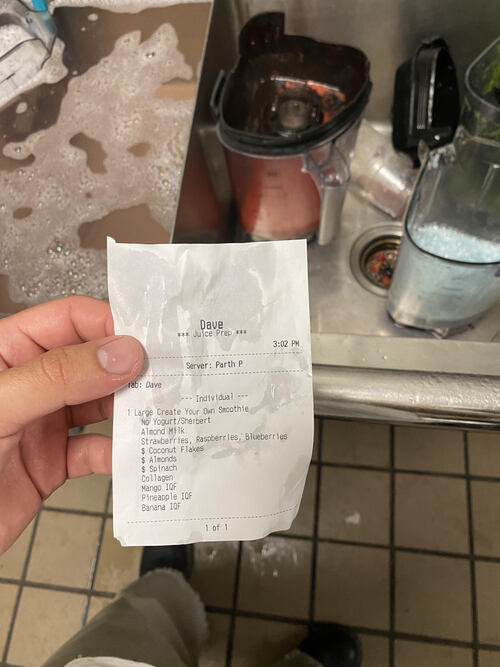 Dave
*** Juice Prep ***
3:02 PM
Server: Parth P
Tab: Dave
--- Individual ---
1 Large Create Your Own Smoothie
No Yogurt/Sherbert
Almond Milk
Strawberries, Raspberries, Blueberries
$ Coconut Flakes
$ Almonds
$ Spinach
Collagen
Mango IQF
Pineapple IQF
Banana IQF
1 of 1